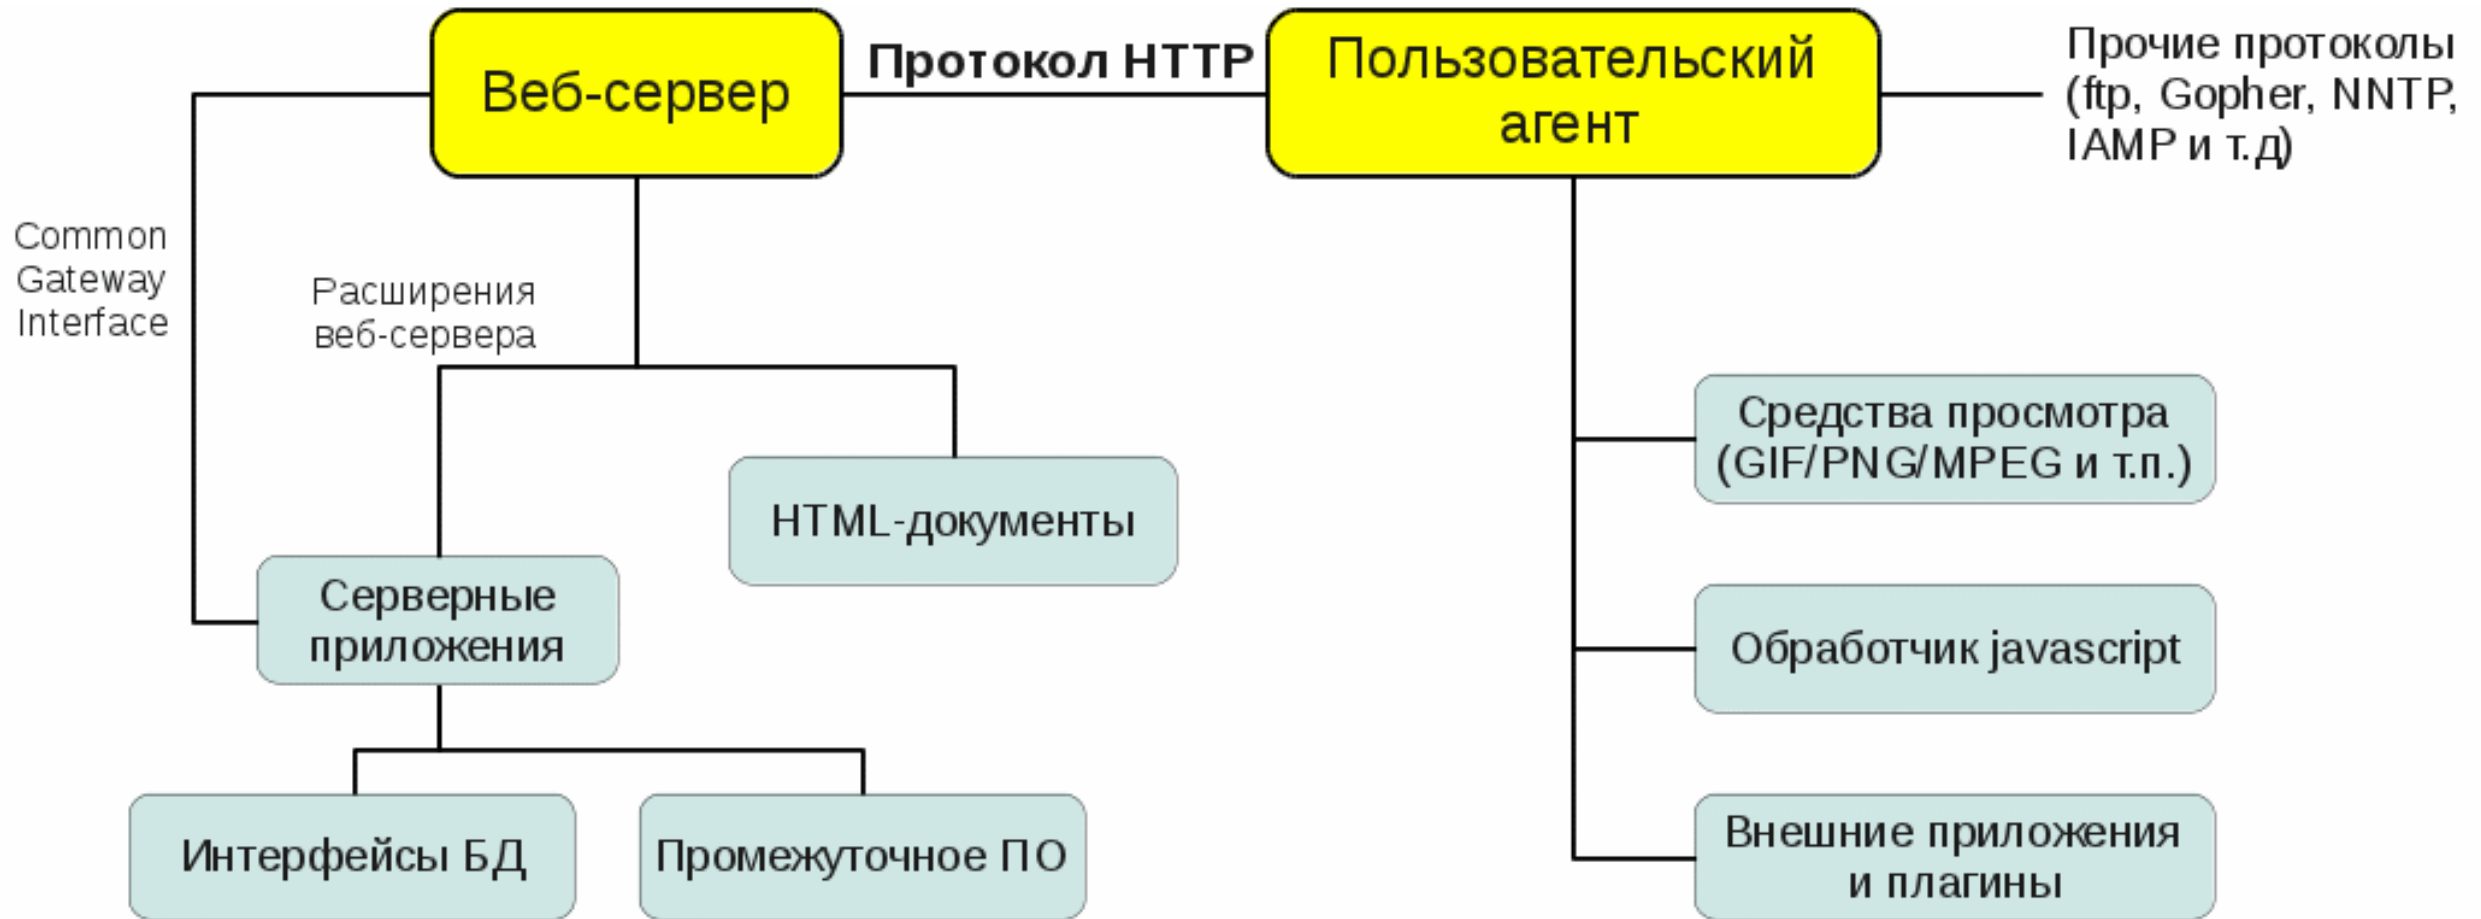 Веб-сервер
Протокол HTTP
Пользовательский
агент
Прочие протоколы
(ftp, Gopher, NNTP,
IAMP и т.д)
Common
Gateway
Interface
Расширения
веб-сервера
HTML-документы
Серверные
приложения
Интерфейсы БД
Промежуточное ПО
Средства просмотра
(GIF/PNG/MPEG и т.п.)
Обработчик javascript
Внешние приложения
и плагины